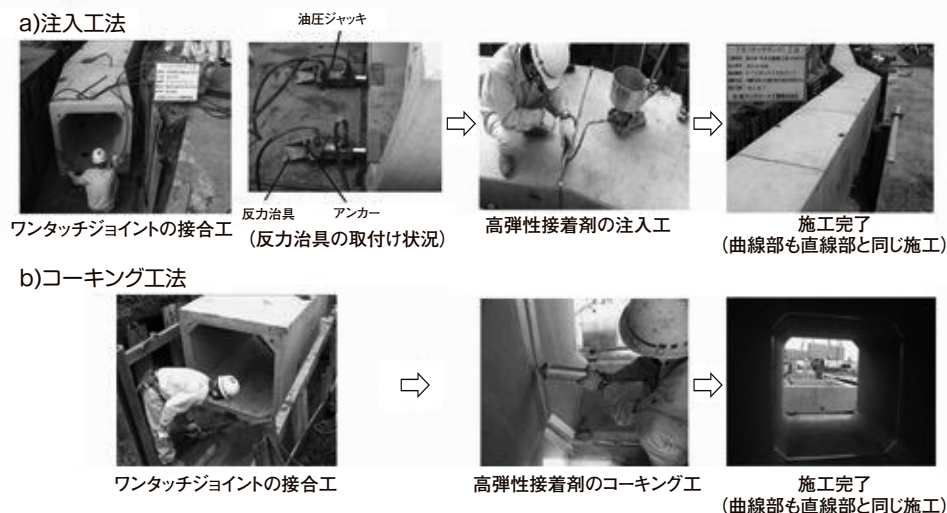 a)注入工法
油圧ジャッキ
反力治具
アンカー
ワンタッチジョイントの接合工
(反力治具の取付け状況)
高弾性接着剤の注入工
施工完了
(曲線部も直線部と同じ施工)
b)コーキング工法
ワンタッチジョイントの接合工
高弾性接着剤のコーキング工
施工完了
(曲線部も直線部と同じ施工)